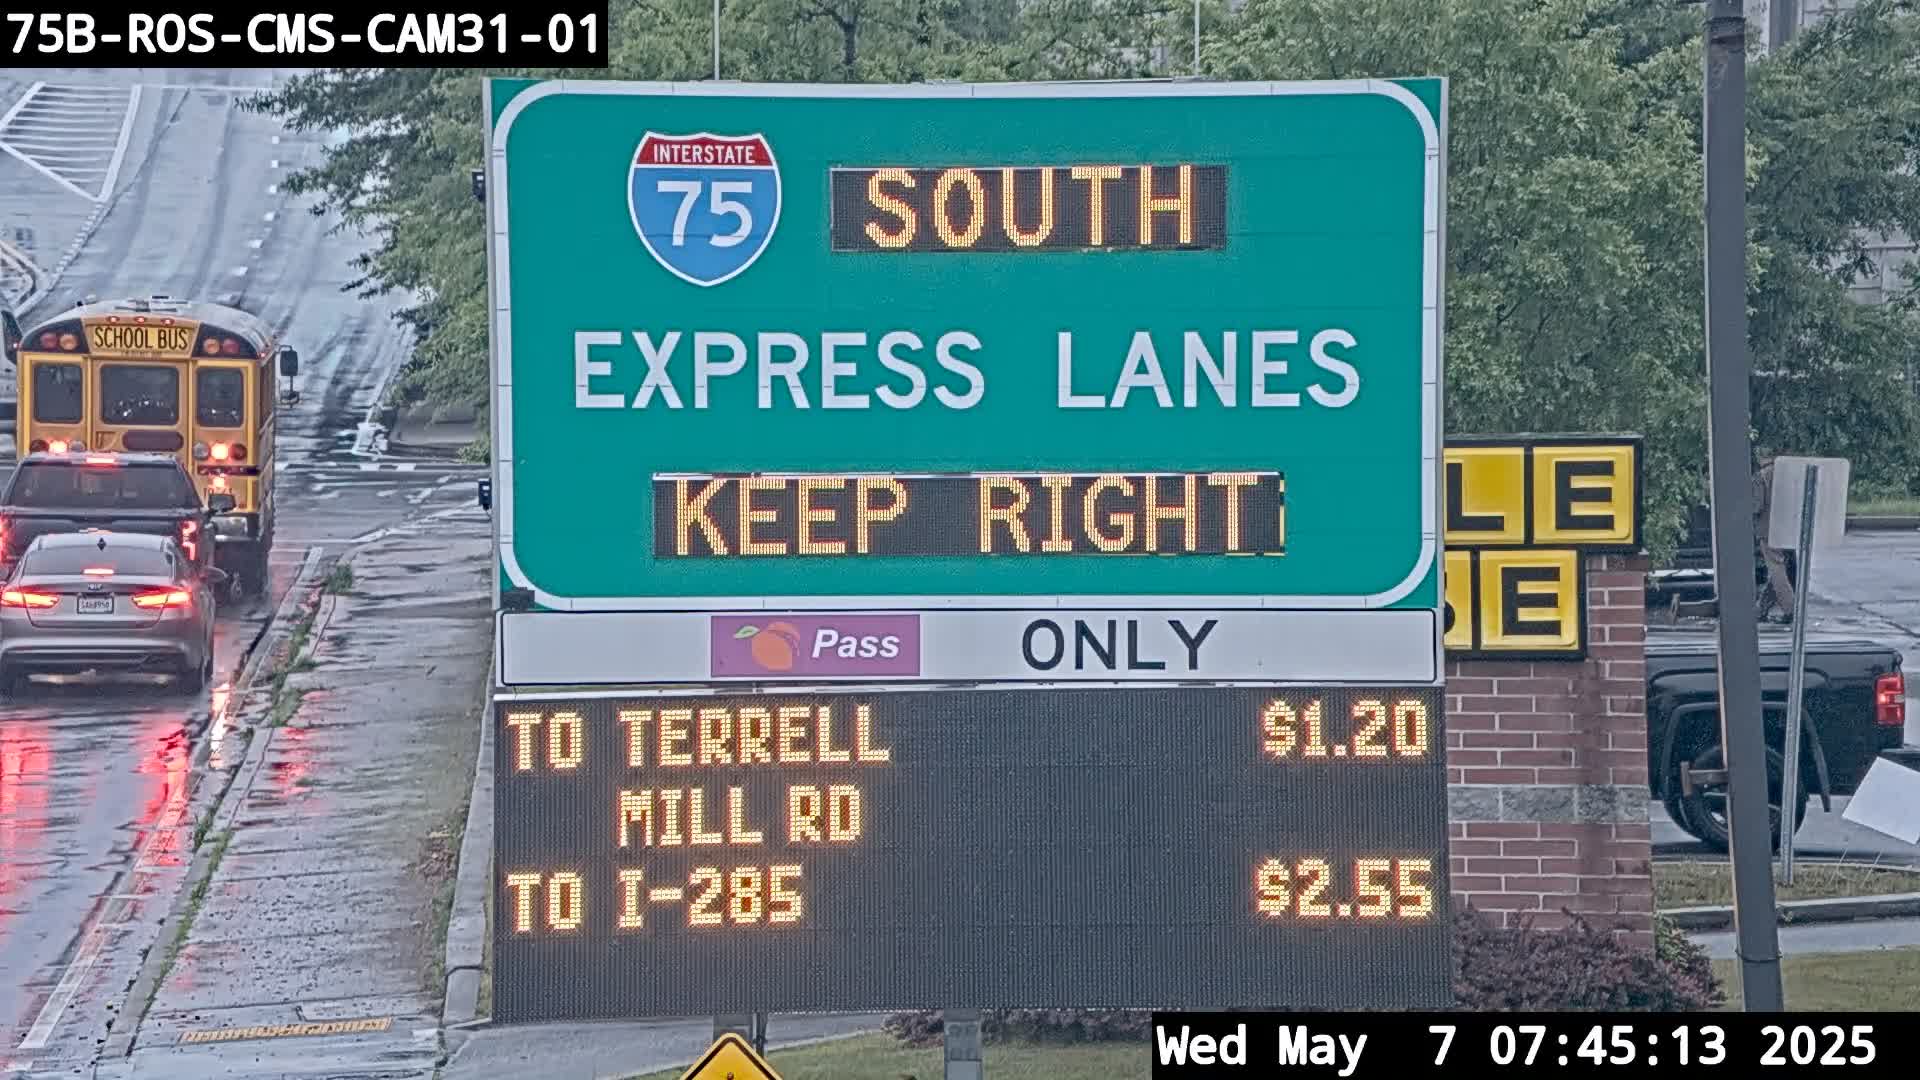 75B-ROS-CMS-CAM31-01
INTERSTATE
75
SOUTH
EXPRESS LANES
KEEP RIGHT
Pass ONLY
TO TERRELL $1.20
MILL RD
TO I-285 $2.55
SCHOOL BUS
LE
E
Wed May 7 07:45:13 2025